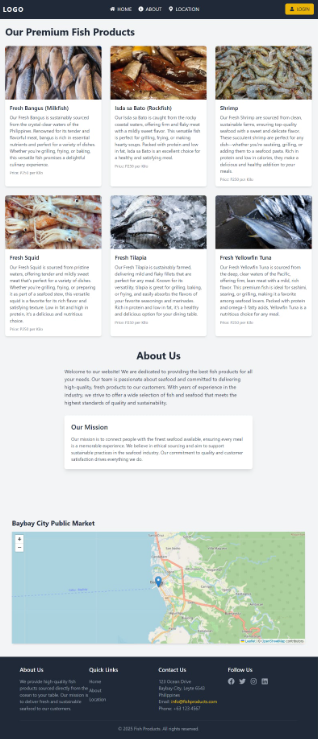 LOGO
HOME
ABOUT
LOCATION
LOGIN
Our Premium Fish Products
Fresh Bangus (Milkfish)
Our Fresh Bangus is sustainably sourced
from the crystal clear waters of the
Philippines. Renowned for its tender and
flavorful meat, bangus is rich in essential
nutrients and perfect for a variety of dishes.
Whether you're grilling, frying, or baking,
this versatile fish promises a delightful
culinary experience.
Isda sa Bato (Rockfish)
Our Isda sa Bato is caught from the rocky
coastal waters, offering firm and flaky meat
with a mildly sweet flavor. This versatile fish
is perfect for grilling, frying, or making
hearty soups. Packed with protein and low
in fat, Isda sa Bato is an excellent choice for
a healthy and satisfying meal.
Shrimp
Our Fresh Shrimp are sourced from clean,
sustainable farms, ensuring top-quality
seafood with a sweet and delicate flavor.
These succulent shrimp are perfect for any
dish—whether you're sautéing, grilling, or
adding them to a seafood pasta. Rich in
protein and low in calories, they make a
delicious and healthy addition to your
meals.
Fresh Squid
Our Fresh Squid is sourced from pristine
waters, offering tender and mildly sweet
meat that's perfect for a variety of dishes.
Whether you're grilling, frying, or preparing
it as part of a seafood stew, this versatile
squid is a favorite for its rich flavor and
satisfying texture. Low in fat and high in
protein, it's a delicious and nutritious
choice.
Fresh Tilapia
Our Fresh Tilapia is sustainably farmed,
delivering mild and flaky fillets that are
perfect for any meal. Known for its
versatility, tilapia is great for grilling, baking,
or frying, and easily absorbs the flavors of
your favorite seasonings and marinades.
Rich in protein and low in fat, it's a healthy
and delicious option for your dining table.
Fresh Yellowfin Tuna
Our Fresh Yellowfin Tuna is sourced from
the deep, clean waters of the Pacific,
offering firm, lean meat with a mild, rich
flavor. This premium fish is great for sashimi,
searing, or grilling, making it a favorite
among seafood lovers. Packed with protein
and omega-3 fatty acids, Yellowfin Tuna is a
nutritious choice for any meal.
About Us
Welcome to our website! We are dedicated to providing the best fish products for all
your needs. Our team is passionate about seafood and committed to delivering
high-quality, fresh products to our customers. With years of experience in the
industry, we strive to offer a wide selection of fish and seafood that meets the
highest standards of quality and sustainability.
Our Mission
Our mission is to connect people with the finest seafood available, ensuring every meal
is a memorable experience. We believe in ethical sourcing and aim to support
sustainable practices in the seafood industry. Our commitment to quality and customer
satisfaction drives everything we do.
Baybay City Public Market
+
−
About Us
We provide high-quality fish
products sourced directly from the
ocean to your table. Our mission is
to deliver fresh and sustainable
seafood to our customers.
Quick Links
Home
About
Location
Contact Us
123 Ocean Drive
Baybay City, Leyte 6540
Philippines
Email: info@fishproducts.com
Phone: +63 123-4567
Follow Us
© 2025 Fish Products. All rights reserved.